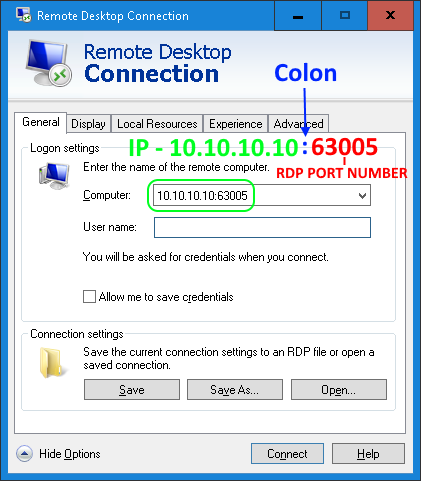 Remote Desktop Connection
Remote Desktop
Connection
Colon
General Display Local Resources Experience Advanced
IP - 10.10.10.10 : 63005
Logon settings
RDP PORT NUMBER
Enter the name of the remote computer.
Computer: 10.10.10.10:63005
User name:
You will be asked for credentials when you connect.
Allow me to save credentials
Connection settings
Save the current connection settings to an RDP file or open a
saved connection.
Save Save As... Open...
Hide Options Connect Help